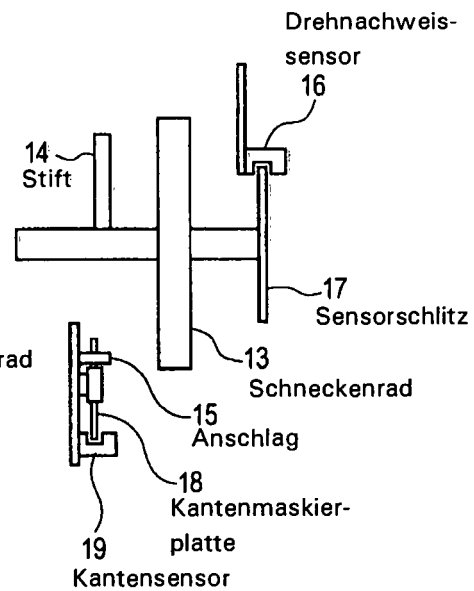 Drehnachweis-
sensor
16
14
Stift
17
Sensorschlitz
rad
13
Schneckenrad
15
Anschlag
18
Kantenmaskier-
platte
19
Kantensensor